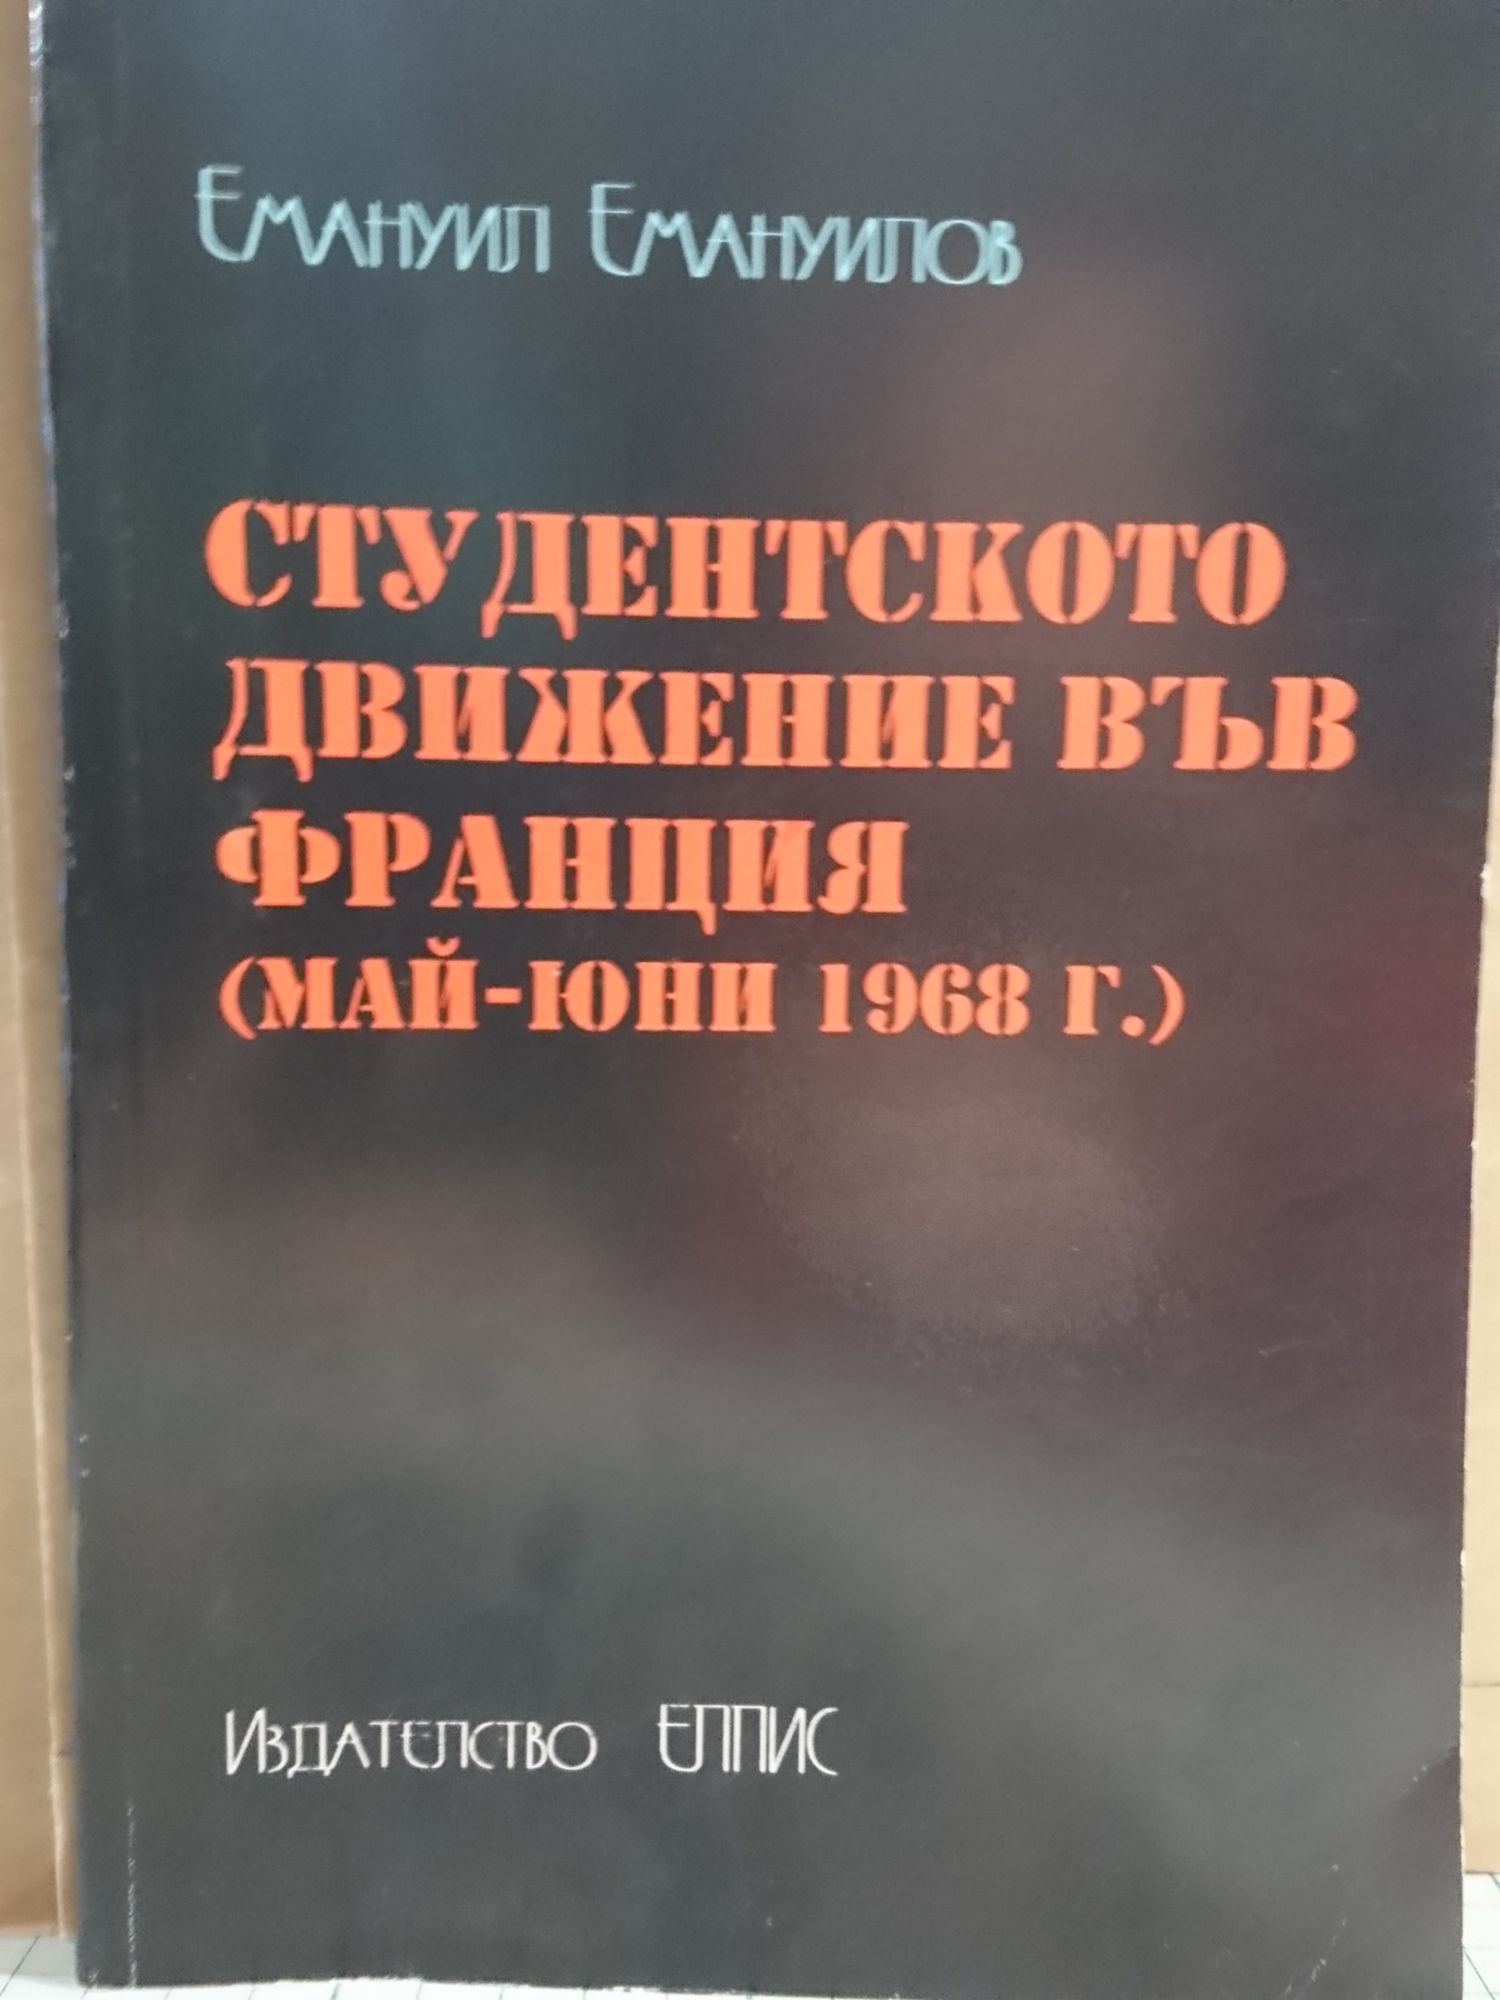 Емануил Емануилов
СТУДЕНТСКОТО
ДВИЖЕНИЕ ВЪВ
ФРАНЦИЯ
(МАЙ-ЮНИ 1968 Г.)
Издателство ЕЛПИС